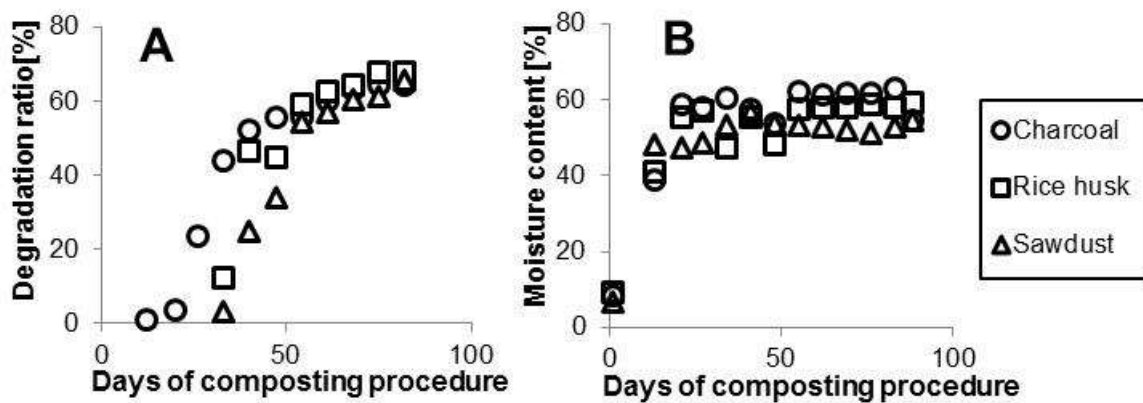 A
Degradation ratio[%]
80
60
40
20
0
0
50
100
Days of composting procedure
B
Moisture content [%]
80
60
40
20
0
0
50
100
Days of composting procedure
Charcoal
Rice husk
Sawdust